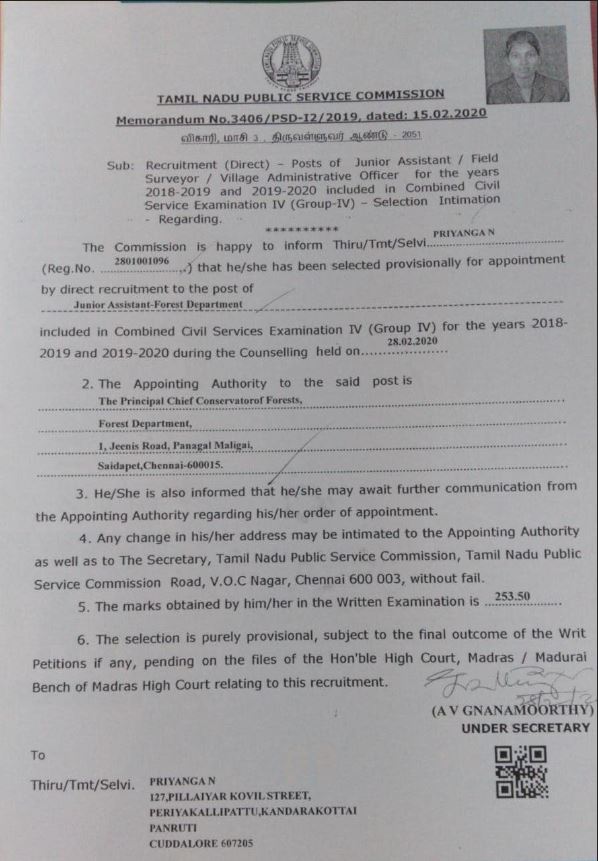 TAMIL NADU PUBLIC SERVICE COMMISSION
Memorandum No.3406/PSD-I2/2019, dated: 15.02.2020
விகாரி, மாசி 3 , திருவள்ளுவர் ஆண்டு - 2051
Sub: Recruitment (Direct) – Posts of Junior Assistant / Field
Surveyor / Village Administrative Officer for the years
2018-2019 and 2019-2020 included in Combined Civil
Service Examination IV (Group-IV) – Selection Intimation
- Regarding.
**********
The Commission is happy to inform Thiru/Tmt/Selvi. PRIYANGA N
(Reg.No. 2801001096) that he/she has been selected provisionally for appointment
by direct recruitment to the post of
Junior Assistant-Forest Department
included in Combined Civil Services Examination IV (Group IV) for the years 2018-
2019 and 2019-2020 during the Counselling held on 28.02.2020
2. The Appointing Authority to the said post is
The Principal Chief Conservatorof Forests,
Forest Department,
1, Jeenis Road, Panagal Maligai,
Saidapet,Chennai-600015.
3. He/She is also informed that he/she may await further communication from
the Appointing Authority regarding his/her order of appointment.
4. Any change in his/her address may be intimated to the Appointing Authority
as well as to The Secretary, Tamil Nadu Public Service Commission, Tamil Nadu Public
Service Commission Road, V.O.C Nagar, Chennai 600 003, without fail.
5. The marks obtained by him/her in the Written Examination is 253.50
6. The selection is purely provisional, subject to the final outcome of the Writ
Petitions if any, pending on the files of the Hon'ble High Court, Madras / Madurai
Bench of Madras High Court relating to this recruitment.
(A V GNANAMOORTHY)
UNDER SECRETARY
To
Thiru/Tmt/Selvi. PRIYANGA N
127,PILLAIYAR KOVIL STREET,
PERIYAKALLIPATTU,KANDARAKOTTAI
PANRUTI
CUDDALORE 607205